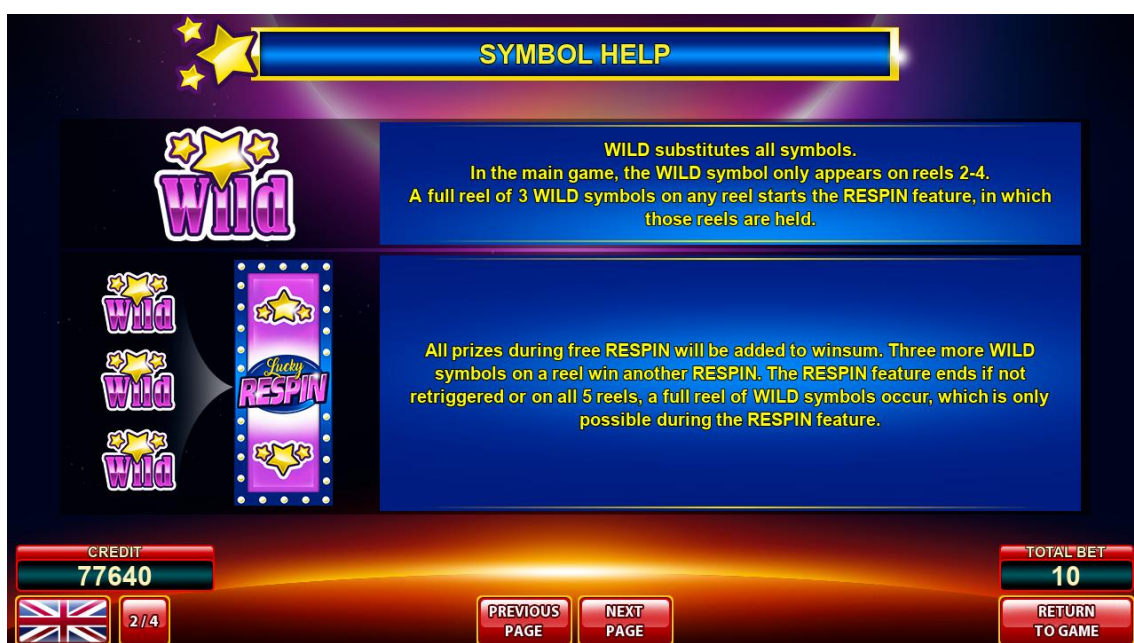 SYMBOL HELP
Wild
WILD substitutes all symbols.
In the main game, the WILD symbol only appears on reels 2-4.
A full reel of 3 WILD symbols on any reel starts the RESPIN feature, in which
those reels are held.
Wild
Wild
Wild
Lucky
RESPIN
All prizes during free RESPIN will be added to winsum. Three more WILD
symbols on a reel win another RESPIN. The RESPIN feature ends if not
retriggered or on all 5 reels, a full reel of WILD symbols occur, which is only
possible during the RESPIN feature.
CREDIT
77640
2/4
PREVIOUS
PAGE
NEXT
PAGE
TOTAL BET
10
RETURN
TO GAME